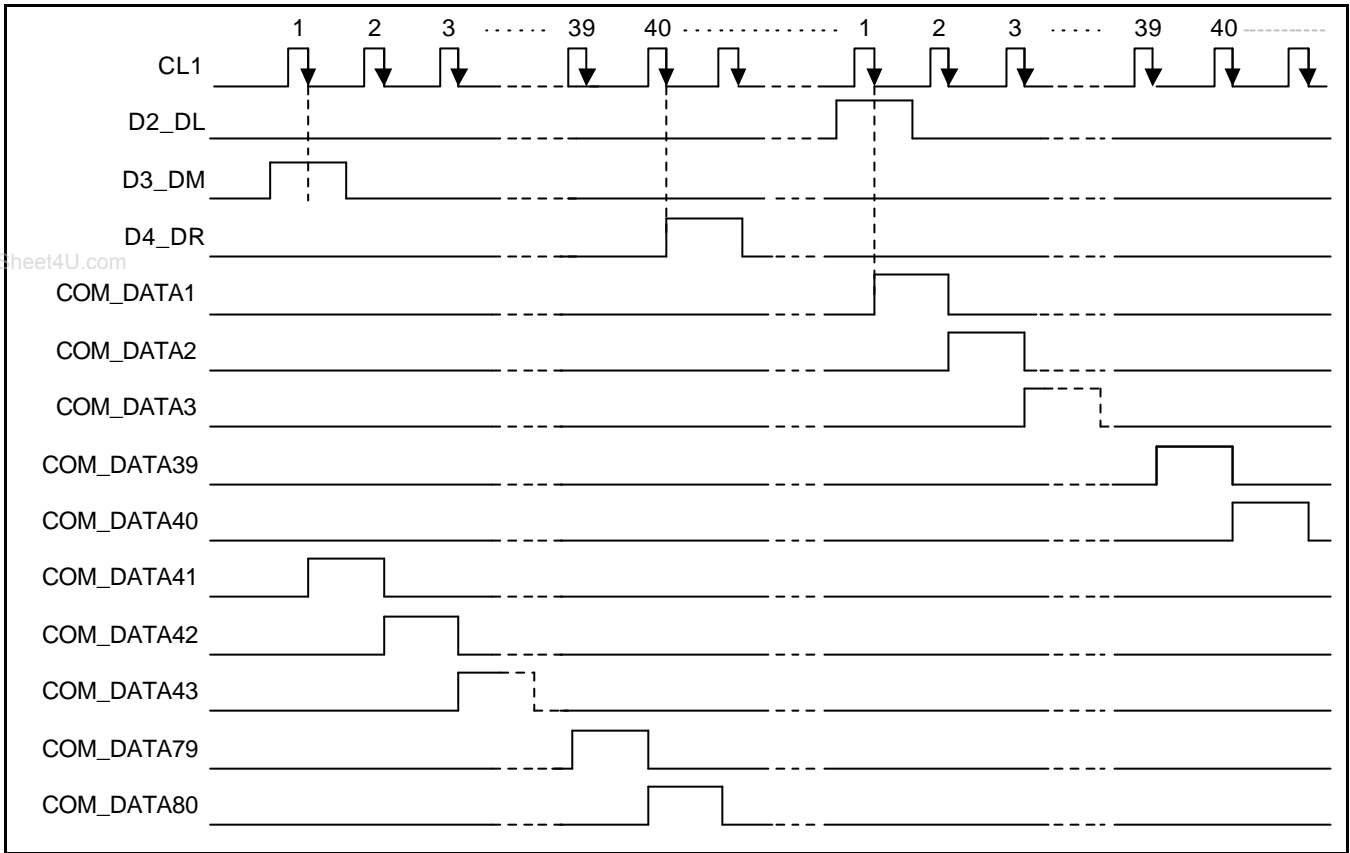 1 2 3 ...... 39 40 ................. 1 2 3 ...... 39 40 -----------
CL1
D2_DL
D3_DM
D4_DR
heet4U.com
COM_DATA1
COM_DATA2
COM_DATA3
COM_DATA39
COM_DATA40
COM_DATA41
COM_DATA42
COM_DATA43
COM_DATA79
COM_DATA80